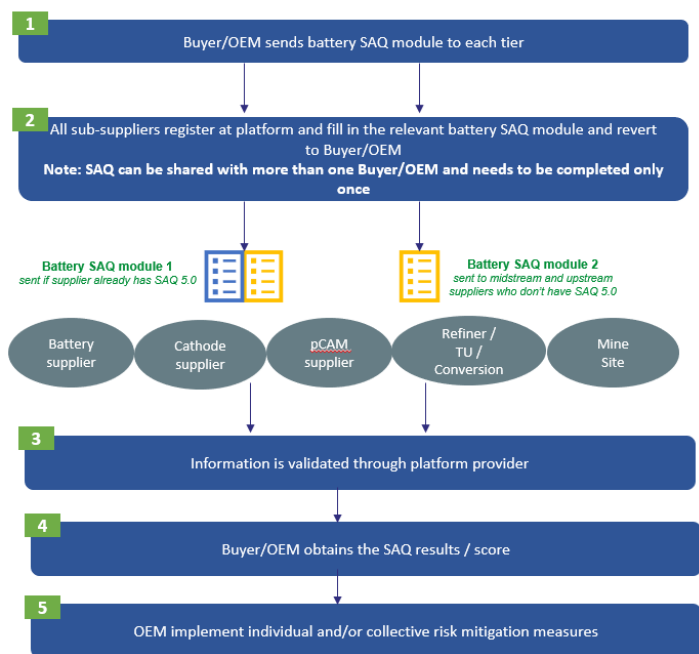 1
Buyer/OEM sends battery SAQ module to each tier
2
All sub-suppliers register at platform and fill in the relevant battery SAQ module and revert
to Buyer/OEM
Note: SAQ can be shared with more than one Buyer/OEM and needs to be completed only
once
Battery SAQ module 1
sent if supplier already has SAQ 5.0
Battery SAQ module 2
sent to midstream and upstream
suppliers who don't have SAQ 5.0
Battery
supplier
Cathode
supplier
pCAM
supplier
Refiner /
TU /
Conversion
Mine
Site
3
Information is validated through platform provider
4
Buyer/OEM obtains the SAQ results / score
5
OEM implement individual and/or collective risk mitigation measures